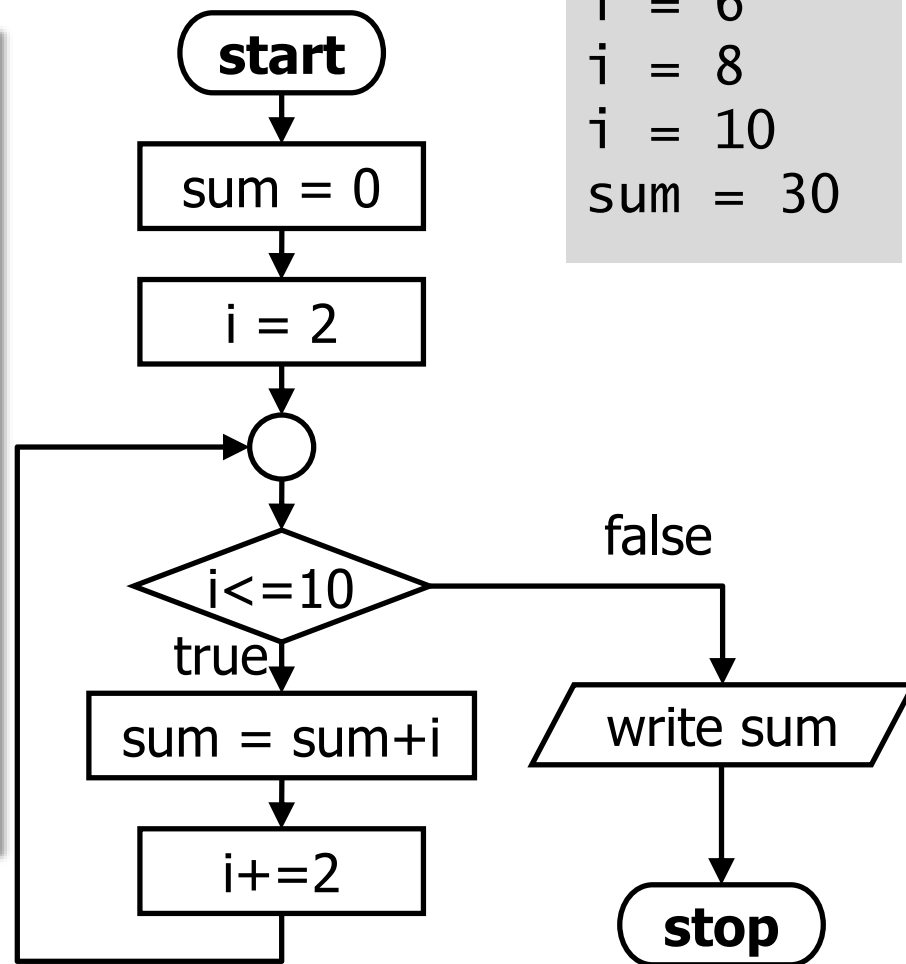 start
sum = 0
i = 2
i<=10
true
false
sum = sum+i
i+=2
write sum
stop
i = 6
i = 8
i = 10
sum = 30